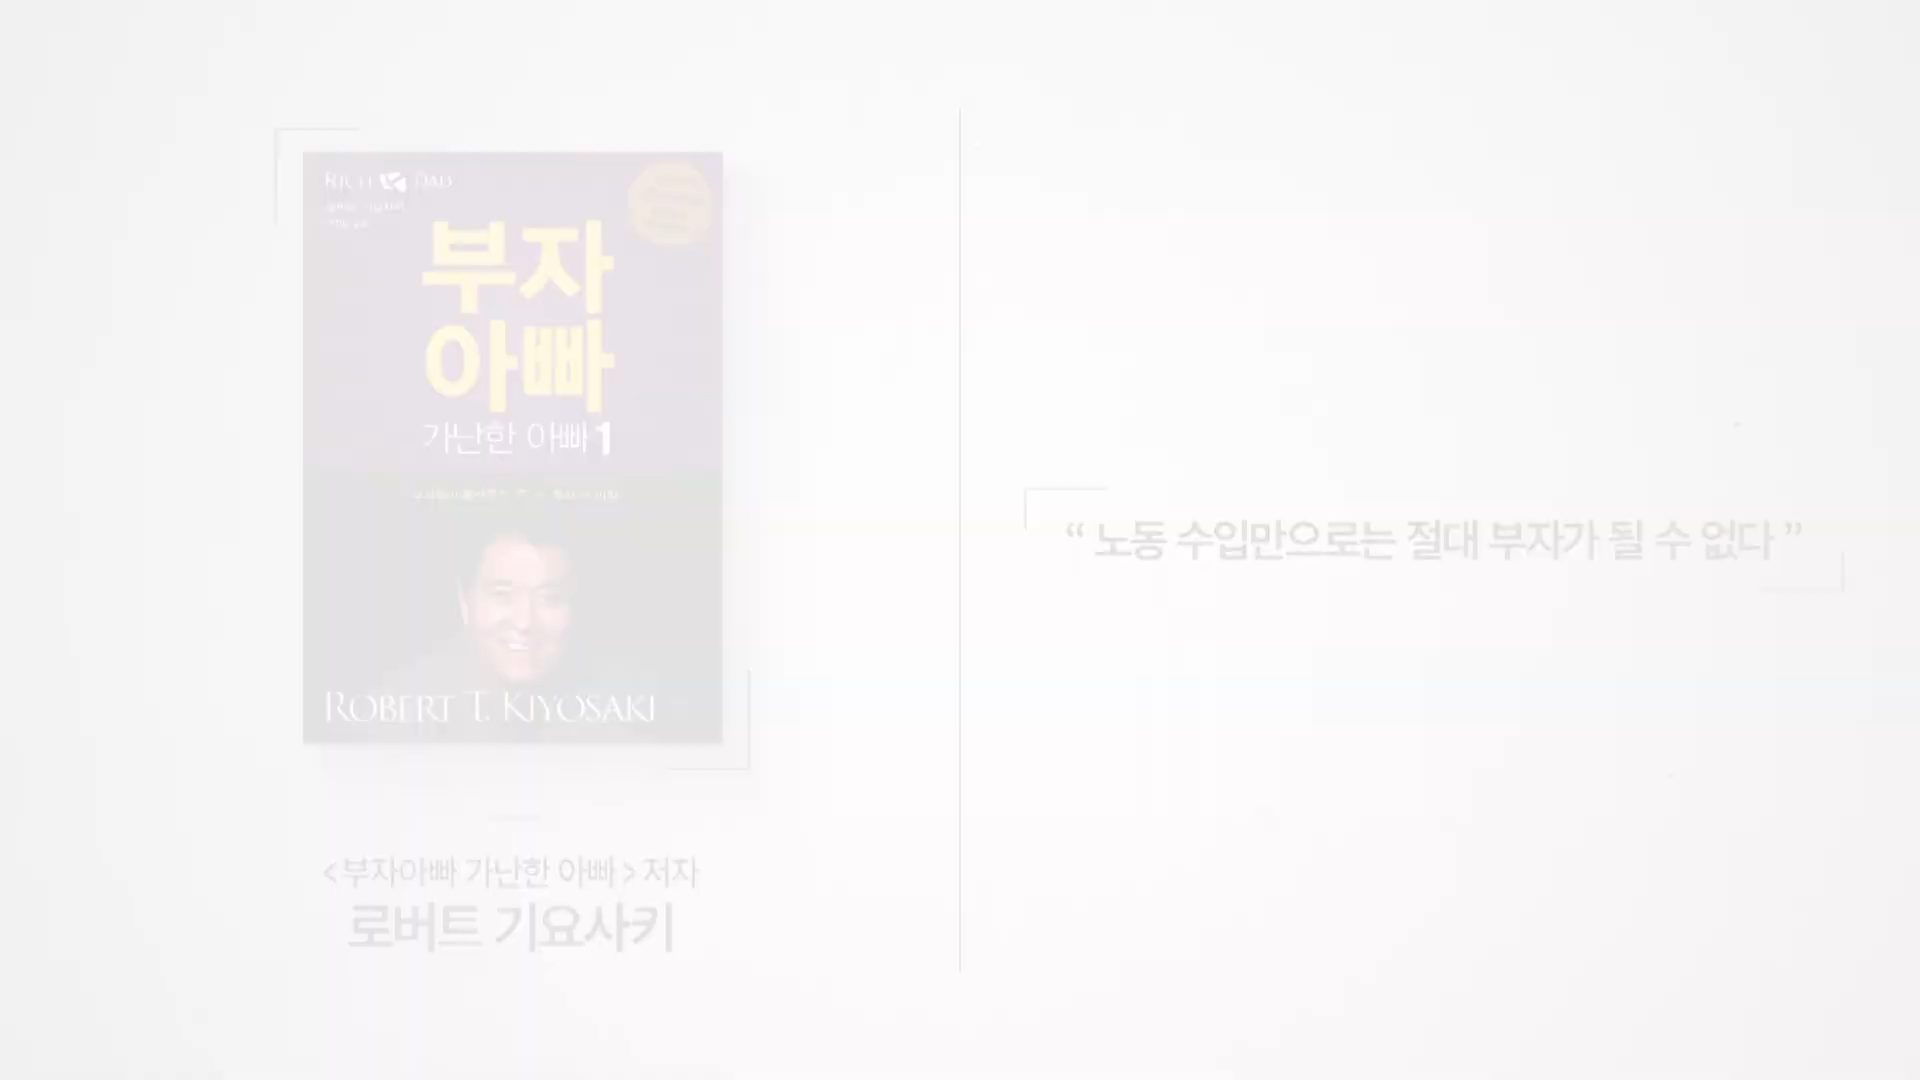 RICH DAD
부자
아빠
가난한 아빠 1
ROBERT T. KIYOSAKI
<부자아빠 가난한 아빠> 저자
로버트 기요사키
“ 노동 수입만으로는 절대 부자가 될 수 없다 ”